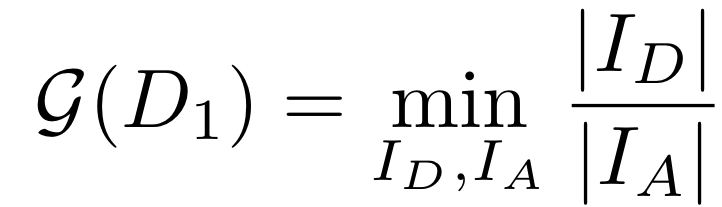 𝒢(D₁) = min_{I_D, I_A} |I_D| / |I_A|